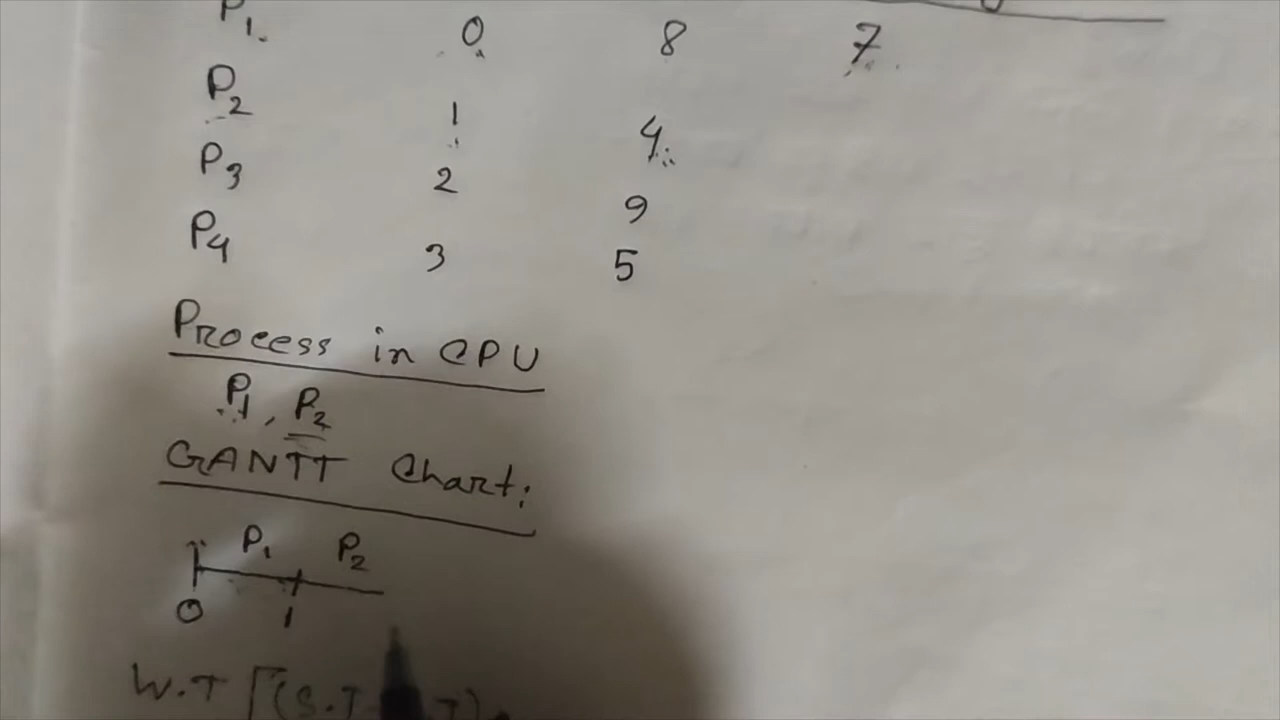 P1 0 8 7
P2 1 4
P3 2 9
P4 3 5
Process in CPU
P1, P2
GANTT Chart:
P1 P2
0 1
W.T [(S.T